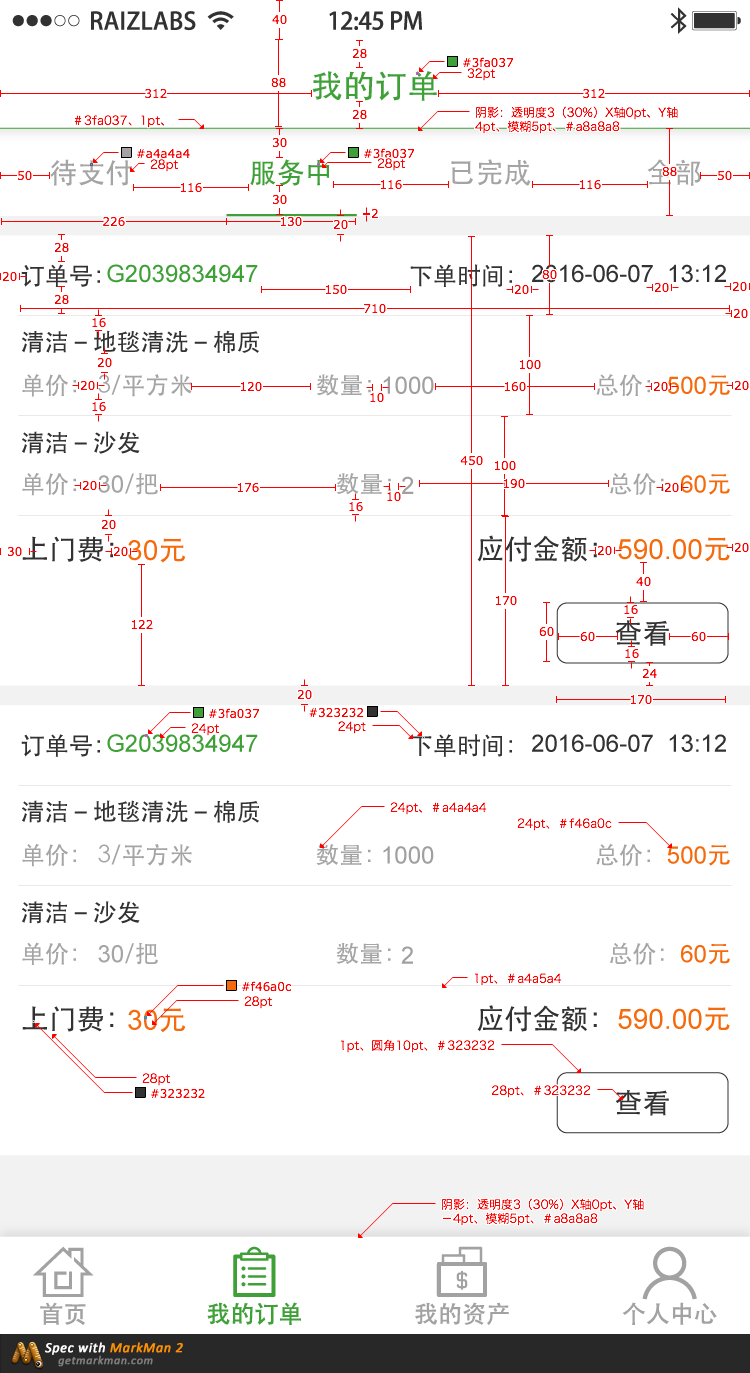 RAIZLABS 40 12:45 PM
28
#3fa037
32pt
88
我的订单
312 312
#3fa037、1pt、
28
阴影：透明度3（30%）X轴0pt、Y轴
4pt、模糊5pt、#a8a8a8
30
#a4a4a4
28pt
#3fa037
28pt
50 待支付 服务中 已完成 全部 88 50
116 116 116
30
226 130 20 2
28
20 订单号：G2039834947 下单时间：2016-06-07 13:12
80 20 20 20
28 150
710 20
16
清洁－地毯清洗－棉质
20 100
单价：3/平方米 数量：1000 总价：500元
20 120 10 160 20 20
16
清洁－沙发
450 100
单价：30/把 数量：2 总价：60元
20 176 10 190 20
16
20
30 上门费：30元 应付金额：590.00元
20 20 20
40
122 170
16
60 60 查看 60
16
24
20 170
#3fa037
24pt
#323232
24pt
订单号：G2039834947 下单时间：2016-06-07 13:12
清洁－地毯清洗－棉质
24pt、#a4a4a4
24pt、#f46a0c
单价：3/平方米 数量：1000 总价：500元
清洁－沙发
单价：30/把 数量：2 总价：60元
#f46a0c
28pt
1pt、#a4a5a4
上门费：30元 应付金额：590.00元
1pt、圆角10pt、#323232
28pt
#323232
28pt、#323232
查看
阴影：透明度3（30%）X轴0pt、Y轴
－4pt、模糊5pt、#a8a8a8
$
首页 我的订单 我的资产 个人中心
Spec with MarkMan 2
getmarkman.com